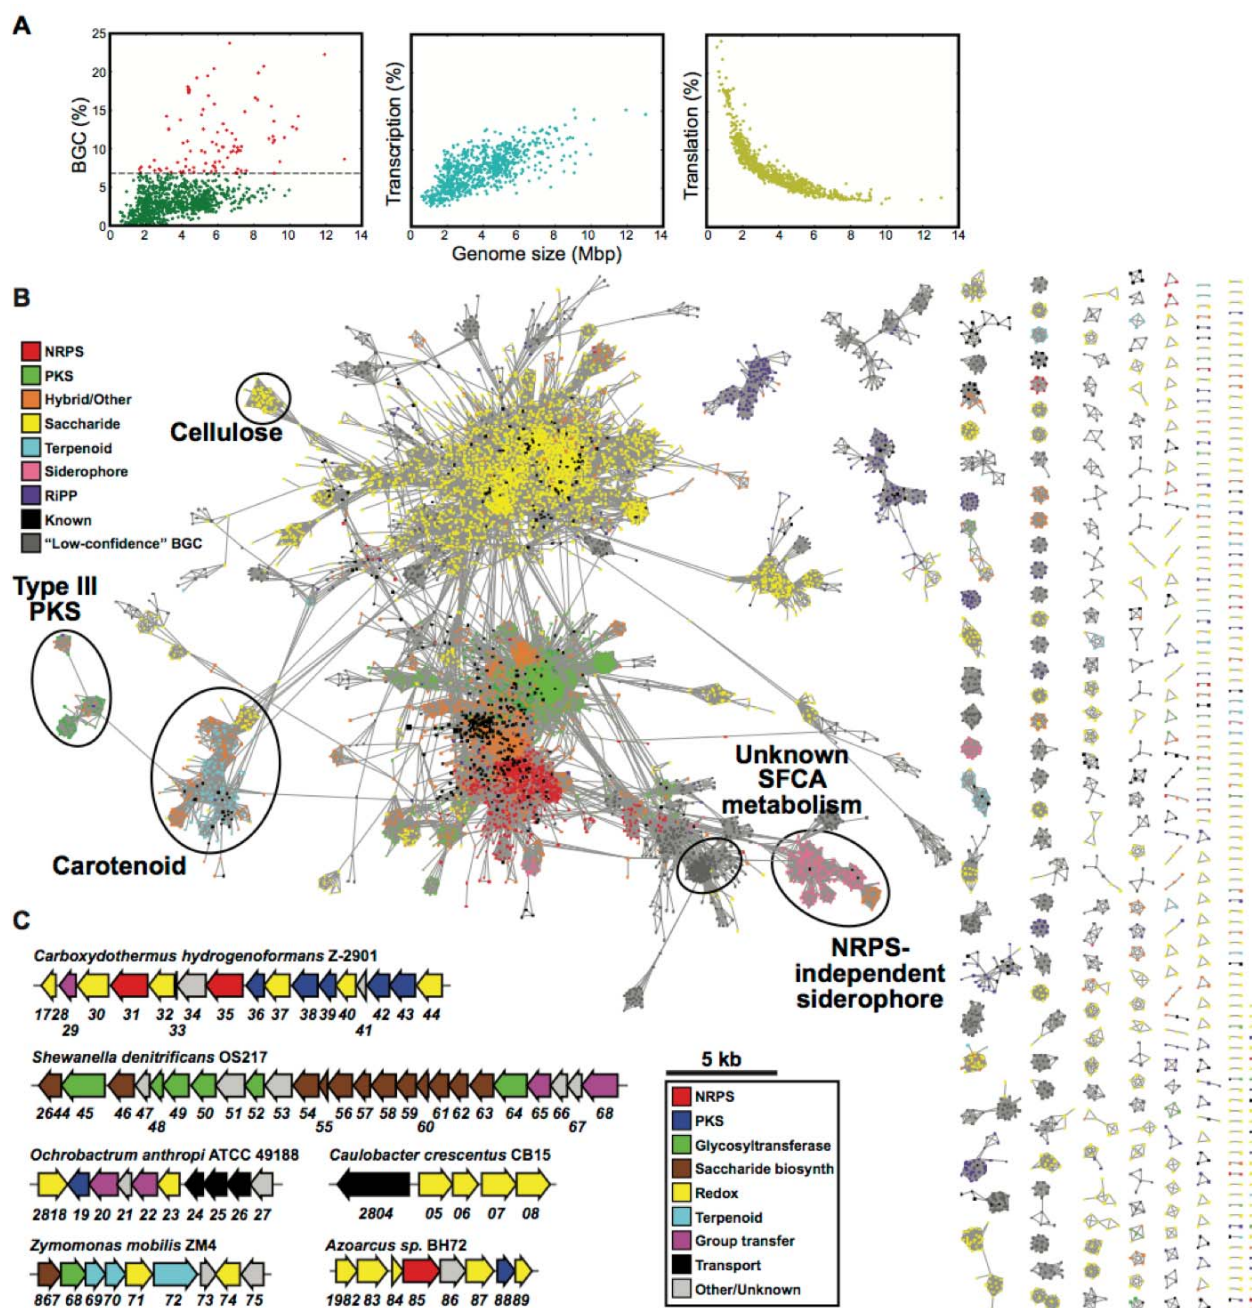 A
25
20
15
10
5
0
BGC (%)
0 2 4 6 8 10 12 14
Transcription (%)
0 2 4 6 8 10 12 14
Genome size (Mbp)
Translation (%)
0 2 4 6 8 10 12 14
B
NRPS
PKS
Hybrid/Other
Saccharide
Terpenoid
Siderophore
RiPP
Known
“Low-confidence” BGC
Cellulose
Type III
PKS
Carotenoid
Unknown
SFCA
metabolism
NRPS-
independent
siderophore
C
Carboxydothermus hydrogenoformans Z-2901
1728 30 31 32 34 35 36 37 38 39 40 42 43 44
29 33 41
Shewanella denitrificans OS217
2644 45 46 47 49 50 51 52 53 54 56 57 58 59 61 62 63 64 65 66 68
48 55 60 67
Ochrobactrum anthropi ATCC 49188
2818 19 20 21 22 23 24 25 26 27
Caulobacter crescentus CB15
2804 05 06 07 08
Zymomonas mobilis ZM4
867 68 69 70 71 72 73 74 75
Azoarcus sp. BH72
1982 83 84 85 86 87 88 89
5 kb
NRPS
PKS
Glycosyltransferase
Saccharide biosynth
Redox
Terpenoid
Group transfer
Transport
Other/Unknown